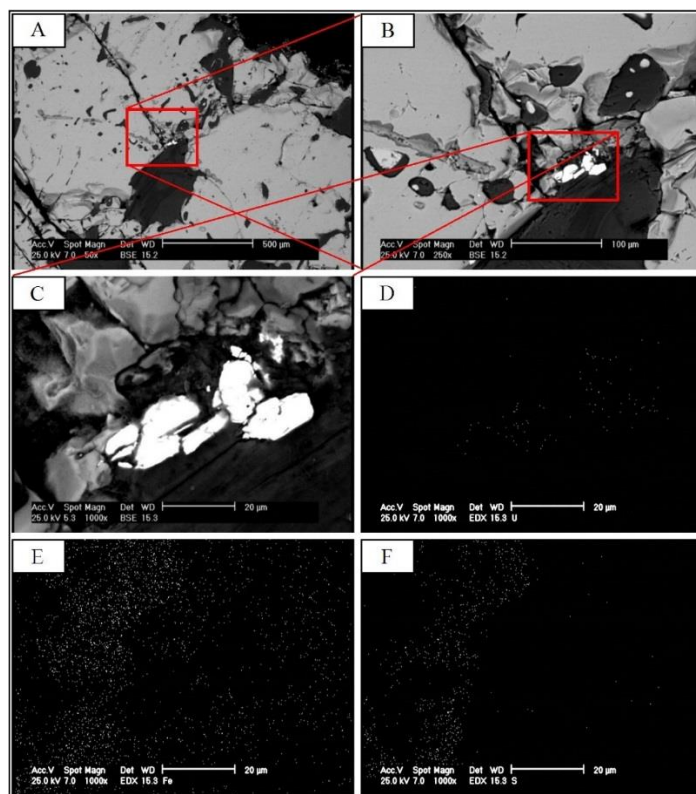 A
Acc.V Spot Magn Det WD 500 µm
25.0 kV 7.0 50x BSE 15.2
B
Acc.V Spot Magn Det WD 100 µm
25.0 kV 7.0 250x BSE 15.2
C
Acc.V Spot Magn Det WD 20 µm
25.0 kV 5.3 1000x BSE 15.3
D
Acc.V Spot Magn Det WD 20 µm
25.0 kV 7.0 1000x EDX 15.3 U
E
Acc.V Spot Magn Det WD 20 µm
25.0 kV 7.0 1000x EDX 15.3 Fe
F
Acc.V Spot Magn Det WD 20 µm
25.0 kV 7.0 1000x EDX 15.3 S